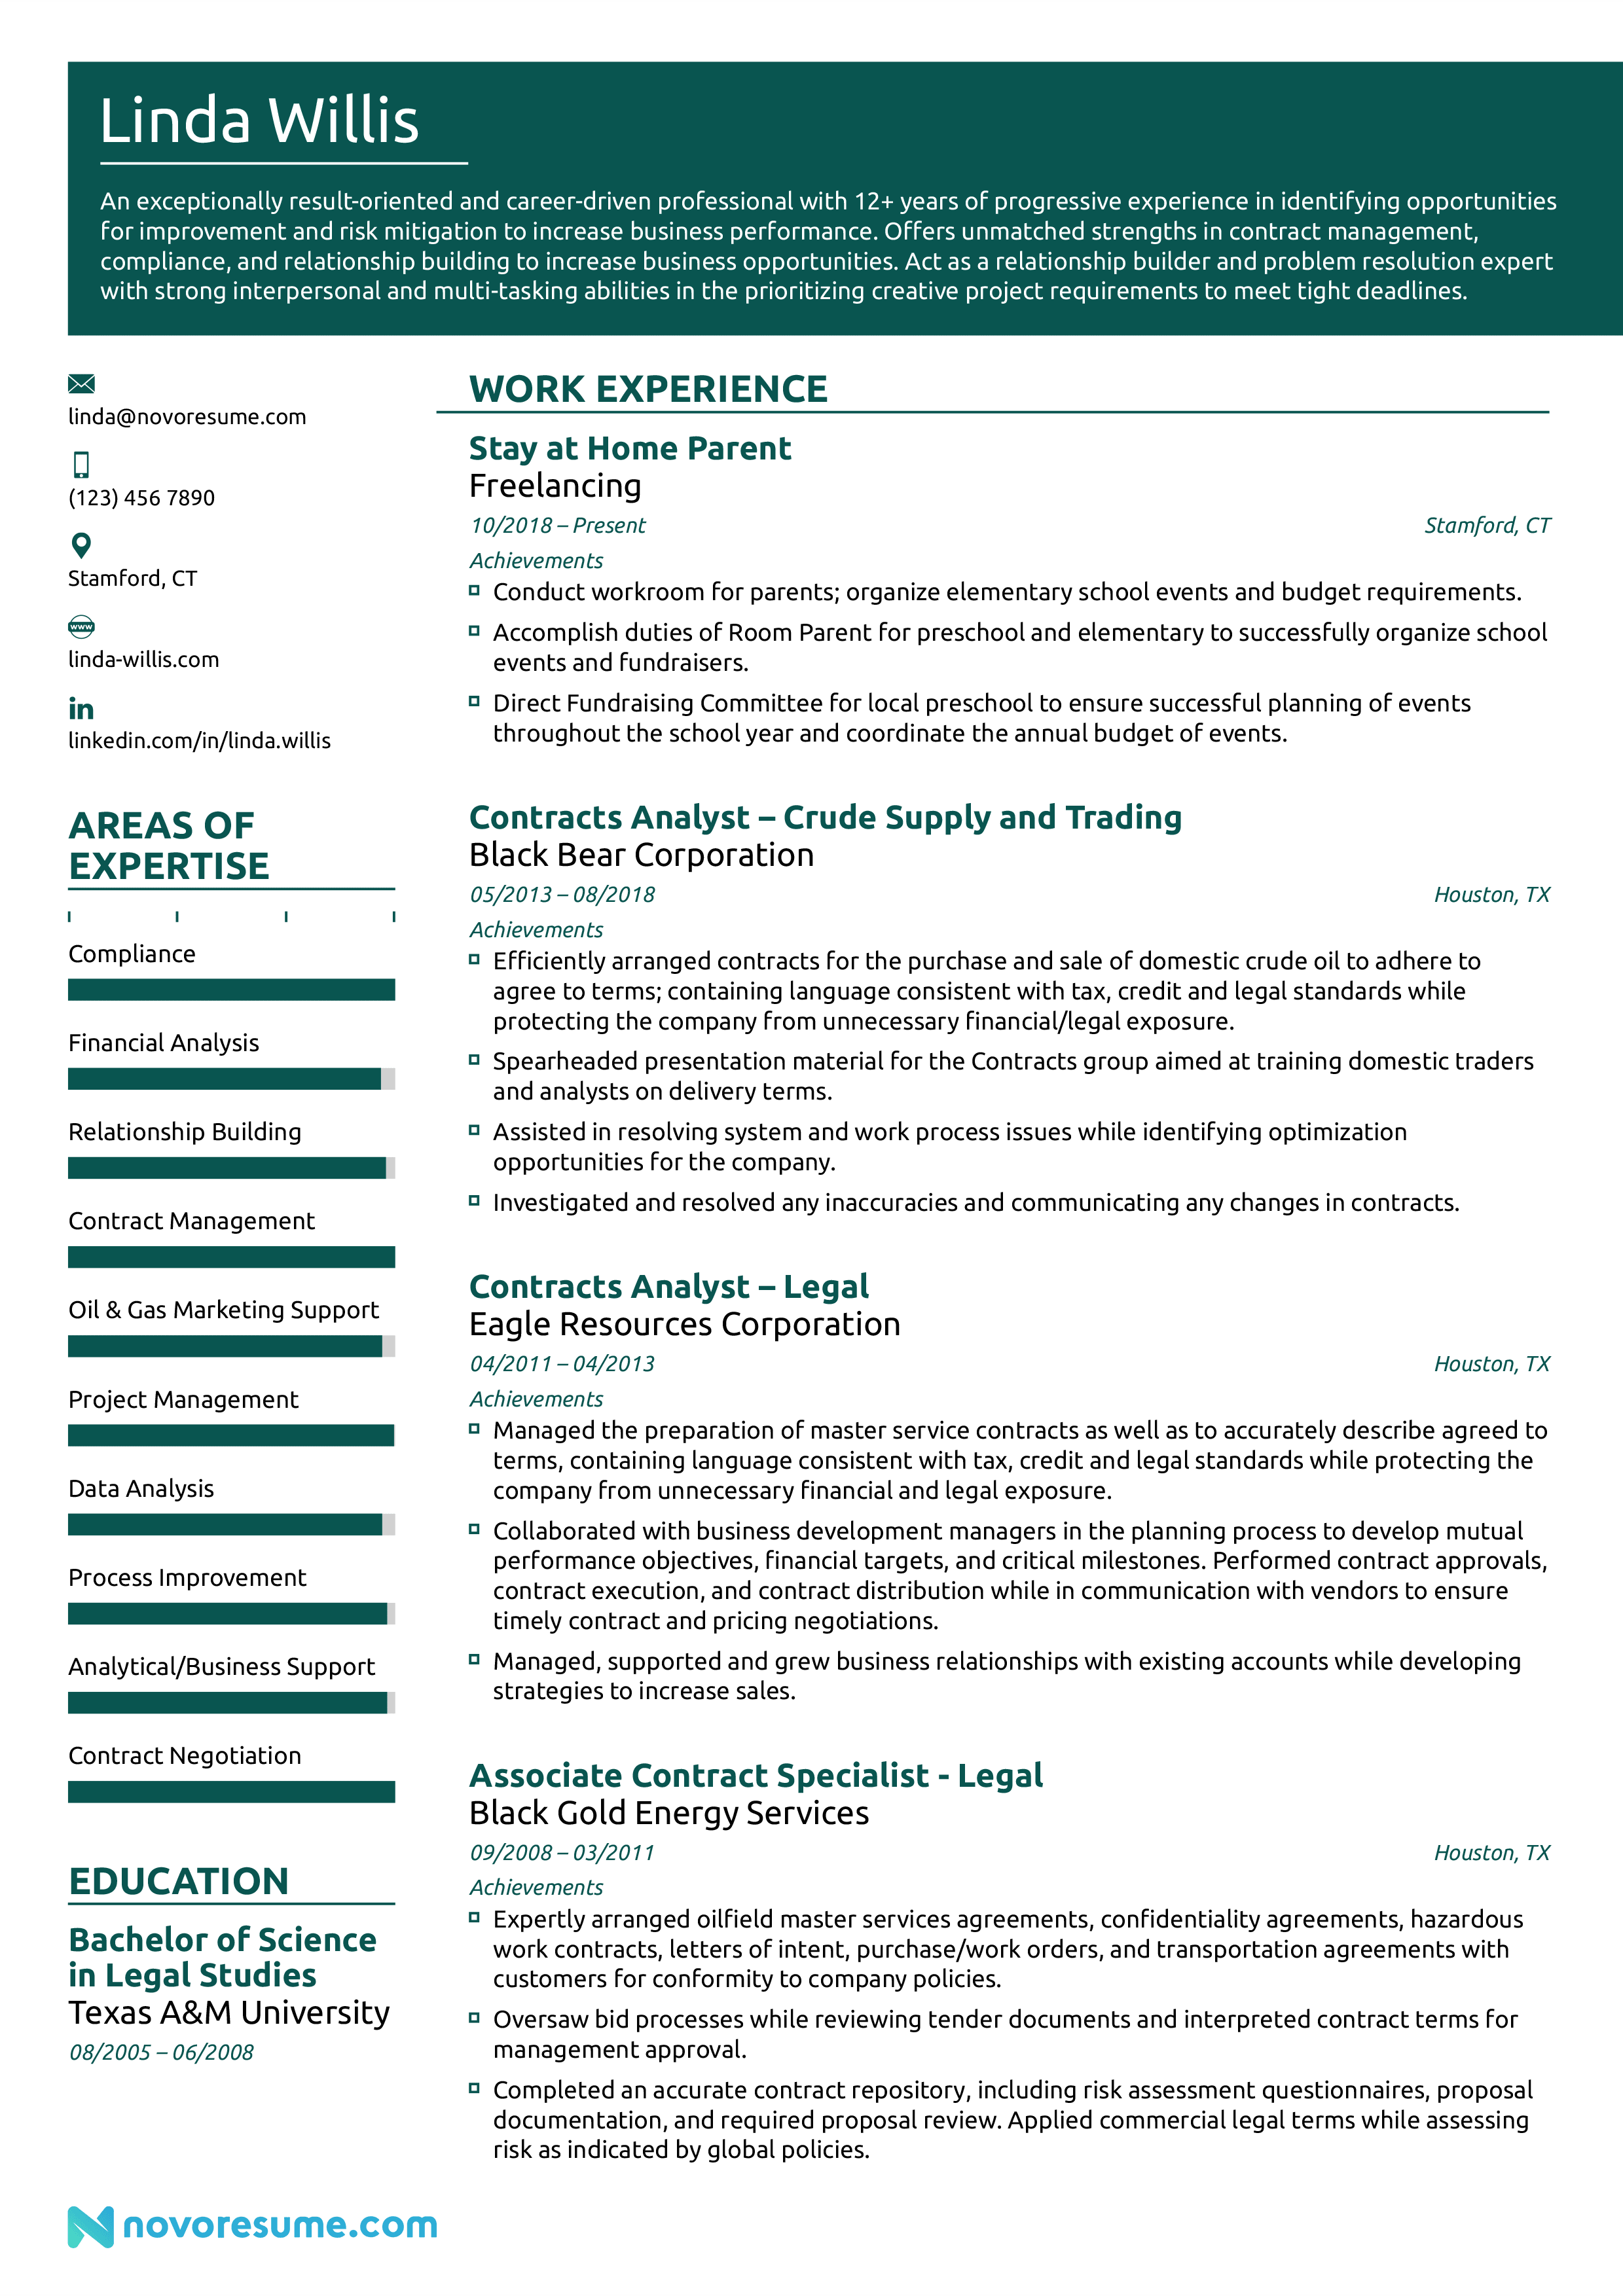 Linda Willis
An exceptionally result-oriented and career-driven professional with 12+ years of progressive experience in identifying opportunities
for improvement and risk mitigation to increase business performance. Offers unmatched strengths in contract management,
compliance, and relationship building to increase business opportunities. Act as a relationship builder and problem resolution expert
with strong interpersonal and multi-tasking abilities in the prioritizing creative project requirements to meet tight deadlines.
linda@novoresume.com
(123) 456 7890
Stamford, CT
www
linda-willis.com
in
linkedin.com/in/linda.willis
AREAS OF
EXPERTISE
Compliance
Financial Analysis
Relationship Building
Contract Management
Oil & Gas Marketing Support
Project Management
Data Analysis
Process Improvement
Analytical/Business Support
Contract Negotiation
EDUCATION
Bachelor of Science
in Legal Studies
Texas A&M University
08/2005 – 06/2008
WORK EXPERIENCE
Stay at Home Parent
Freelancing
10/2018 – Present Stamford, CT
Achievements
Conduct workroom for parents; organize elementary school events and budget requirements.
Accomplish duties of Room Parent for preschool and elementary to successfully organize school
events and fundraisers.
Direct Fundraising Committee for local preschool to ensure successful planning of events
throughout the school year and coordinate the annual budget of events.
Contracts Analyst – Crude Supply and Trading
Black Bear Corporation
05/2013 – 08/2018 Houston, TX
Achievements
Efficiently arranged contracts for the purchase and sale of domestic crude oil to adhere to
agree to terms; containing language consistent with tax, credit and legal standards while
protecting the company from unnecessary financial/legal exposure.
Spearheaded presentation material for the Contracts group aimed at training domestic traders
and analysts on delivery terms.
Assisted in resolving system and work process issues while identifying optimization
opportunities for the company.
Investigated and resolved any inaccuracies and communicating any changes in contracts.
Contracts Analyst – Legal
Eagle Resources Corporation
04/2011 – 04/2013 Houston, TX
Achievements
Managed the preparation of master service contracts as well as to accurately describe agreed to
terms, containing language consistent with tax, credit and legal standards while protecting the
company from unnecessary financial and legal exposure.
Collaborated with business development managers in the planning process to develop mutual
performance objectives, financial targets, and critical milestones. Performed contract approvals,
contract execution, and contract distribution while in communication with vendors to ensure
timely contract and pricing negotiations.
Managed, supported and grew business relationships with existing accounts while developing
strategies to increase sales.
Associate Contract Specialist - Legal
Black Gold Energy Services
09/2008 – 03/2011 Houston, TX
Achievements
Expertly arranged oilfield master services agreements, confidentiality agreements, hazardous
work contracts, letters of intent, purchase/work orders, and transportation agreements with
customers for conformity to company policies.
Oversaw bid processes while reviewing tender documents and interpreted contract terms for
management approval.
Completed an accurate contract repository, including risk assessment questionnaires, proposal
documentation, and required proposal review. Applied commercial legal terms while assessing
risk as indicated by global policies.
novoresume.com